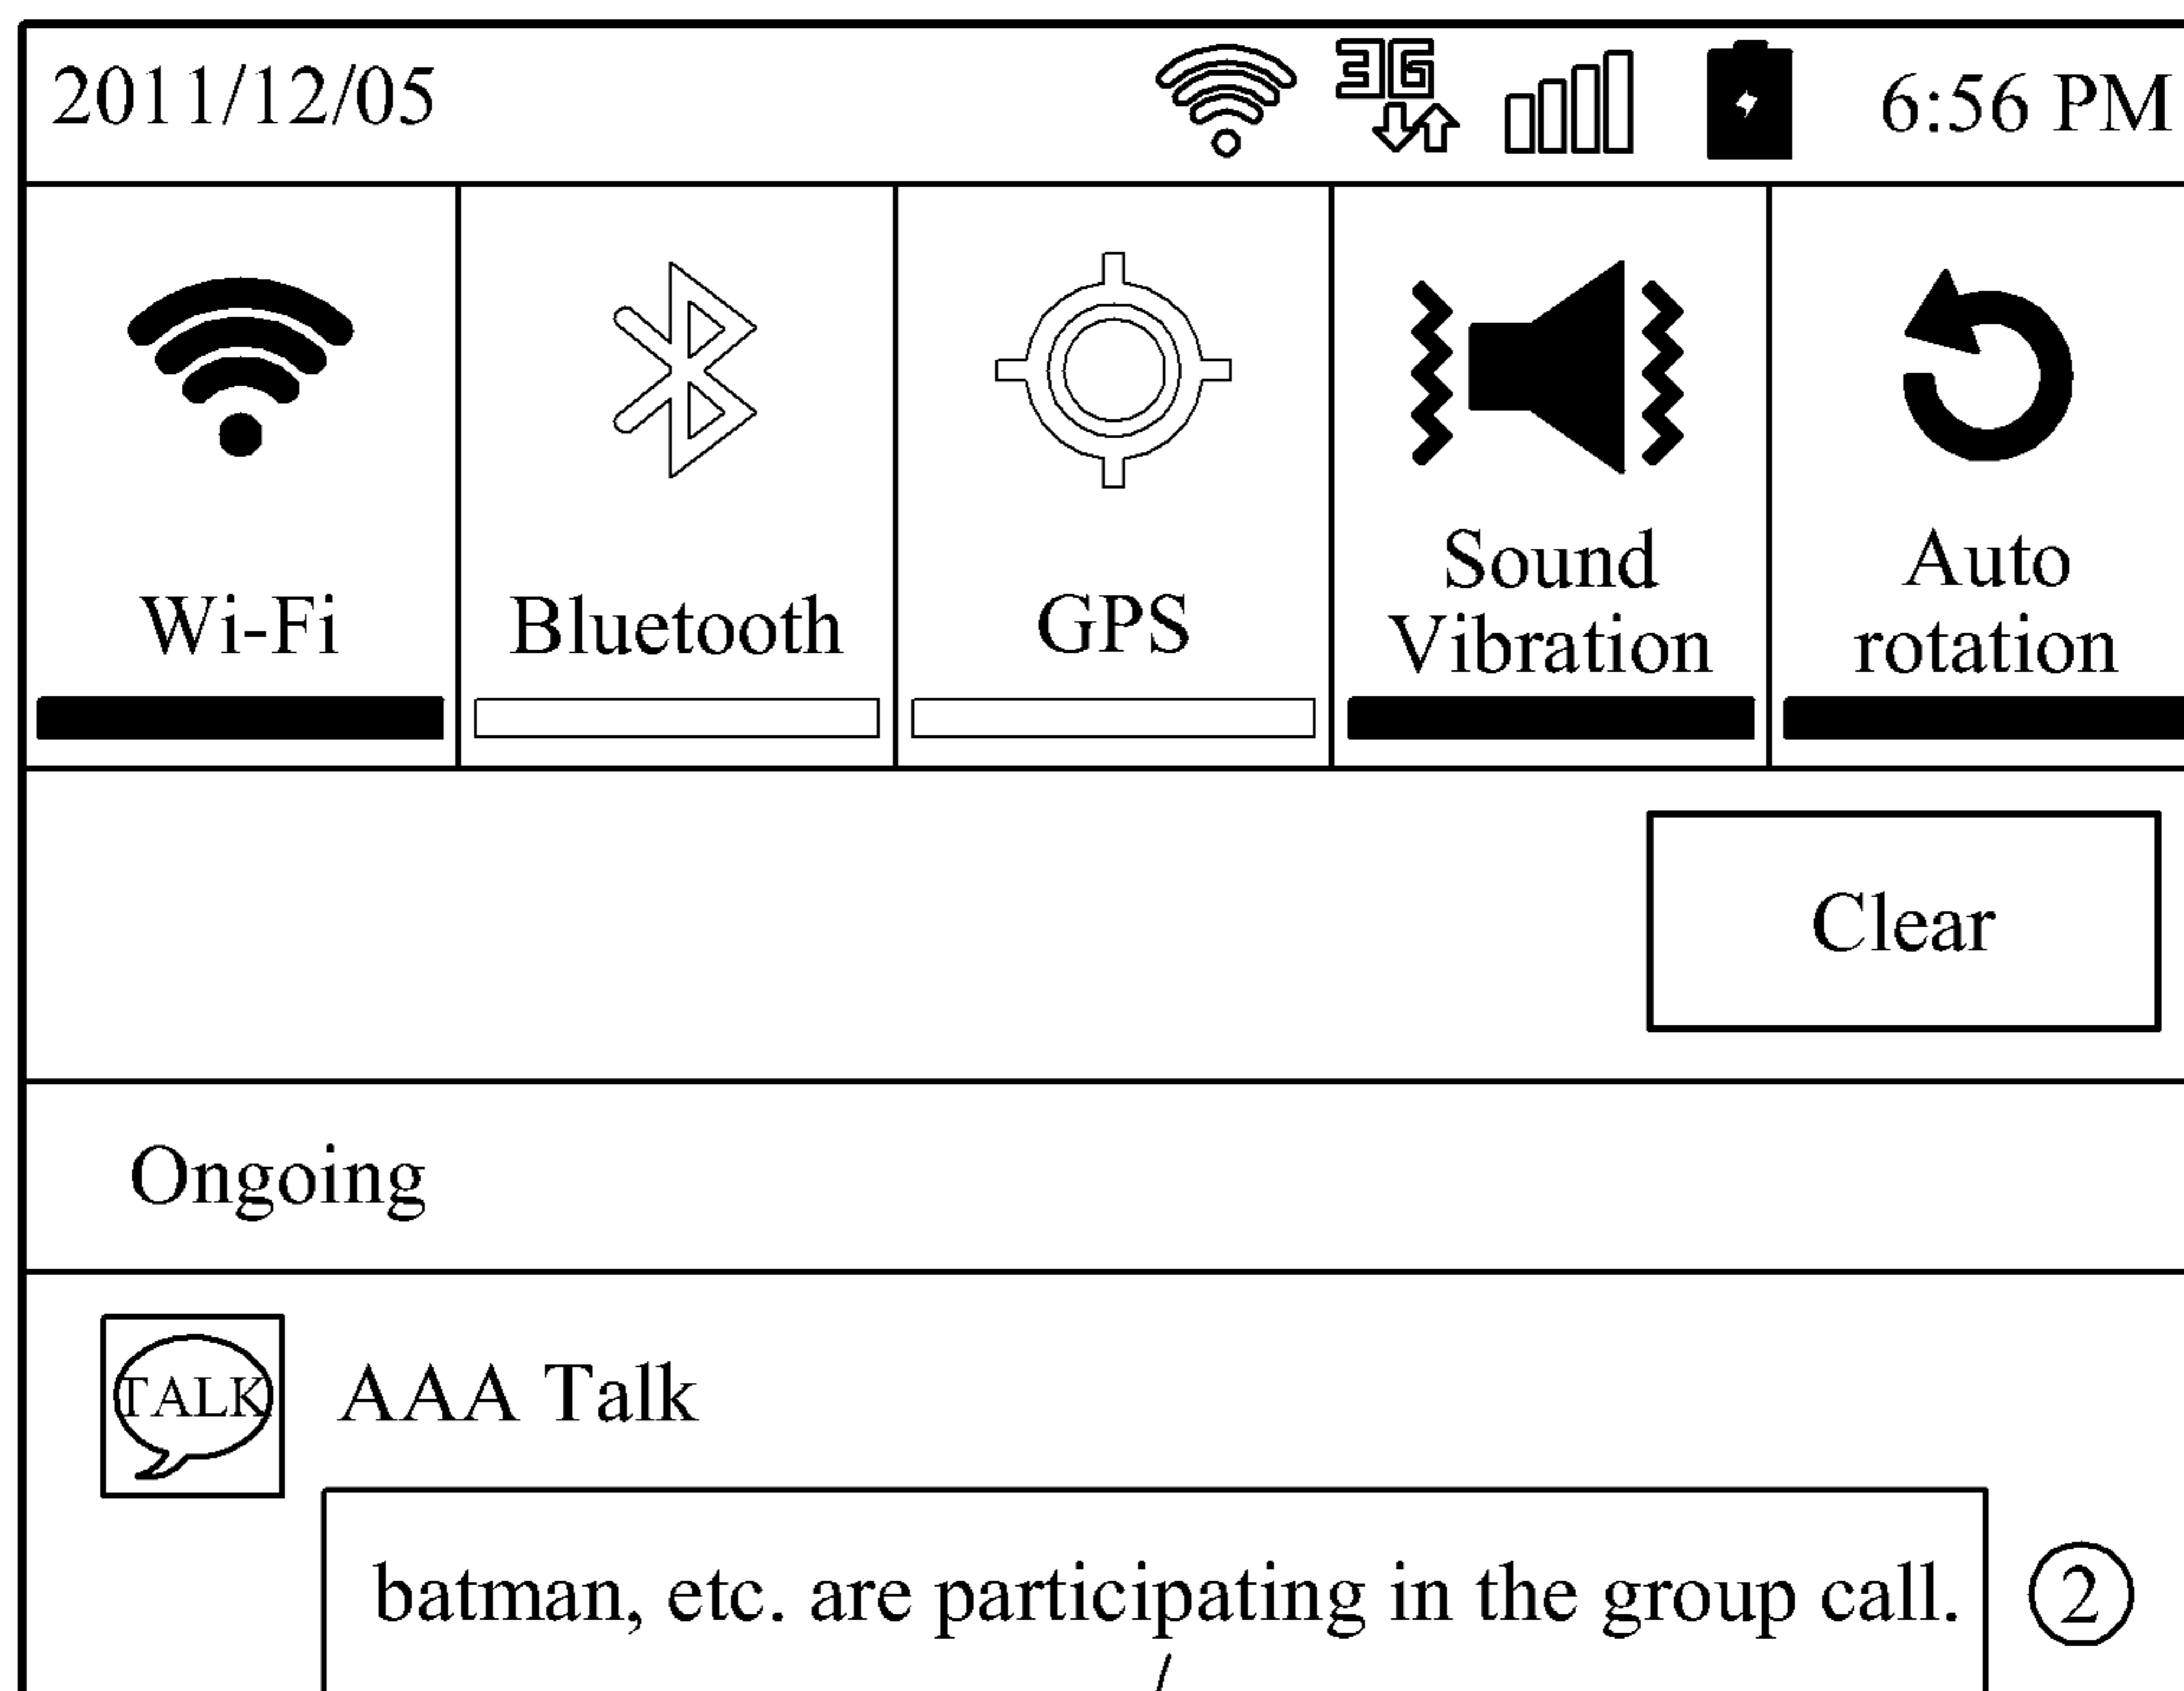 2011/12/05 3G 6:56 PM
Wi-Fi Bluetooth GPS Sound Vibration Auto rotation
Clear
Ongoing
TALK AAA Talk
batman, etc. are participating in the group call. 2